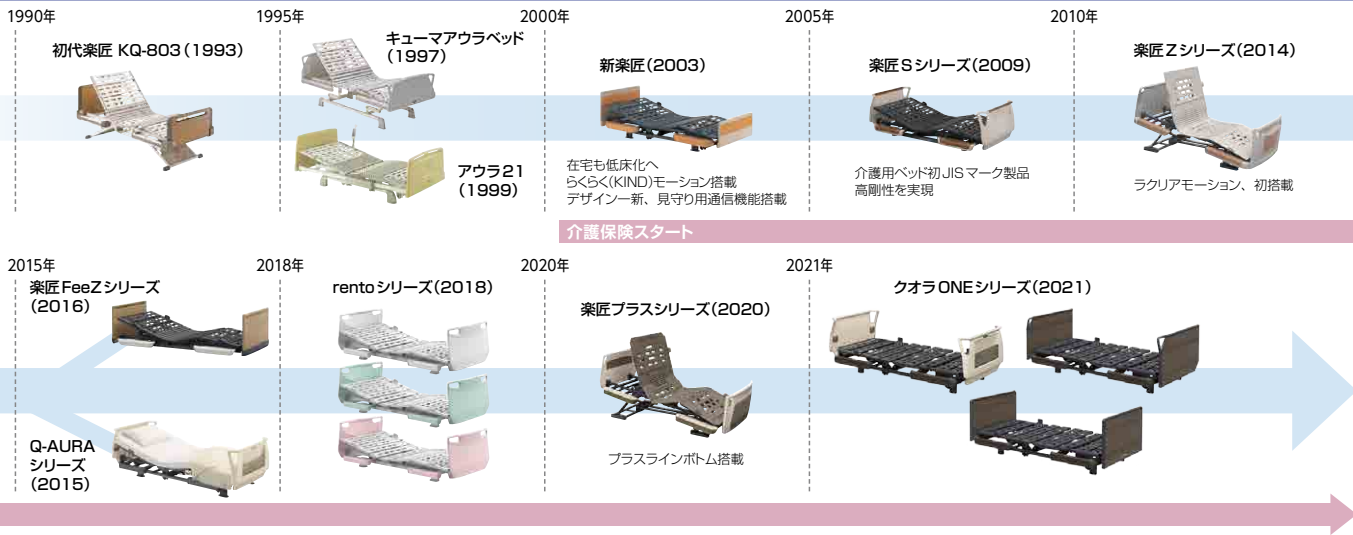 1990年
1995年
2000年
2005年
2010年
初代楽匠 KQ-803（1993）
キューマアウラベッド
（1997）
アウラ21
（1999）
新楽匠（2003）
在宅も低床化へ
らくらく(KIND)モーション搭載
デザイン一新、見守り用通信機能搭載
楽匠Sシリーズ（2009）
介護用ベッド初JISマーク製品
高剛性を実現
楽匠Zシリーズ（2014）
ラクリアモーション、初搭載
介護保険スタート
2015年
2018年
2020年
2021年
楽匠FeeZシリーズ
（2016）
Q-AURA
シリーズ
（2015）
rentoシリーズ（2018）
楽匠プラスシリーズ（2020）
プラスラインボトム搭載
クオラONEシリーズ（2021）